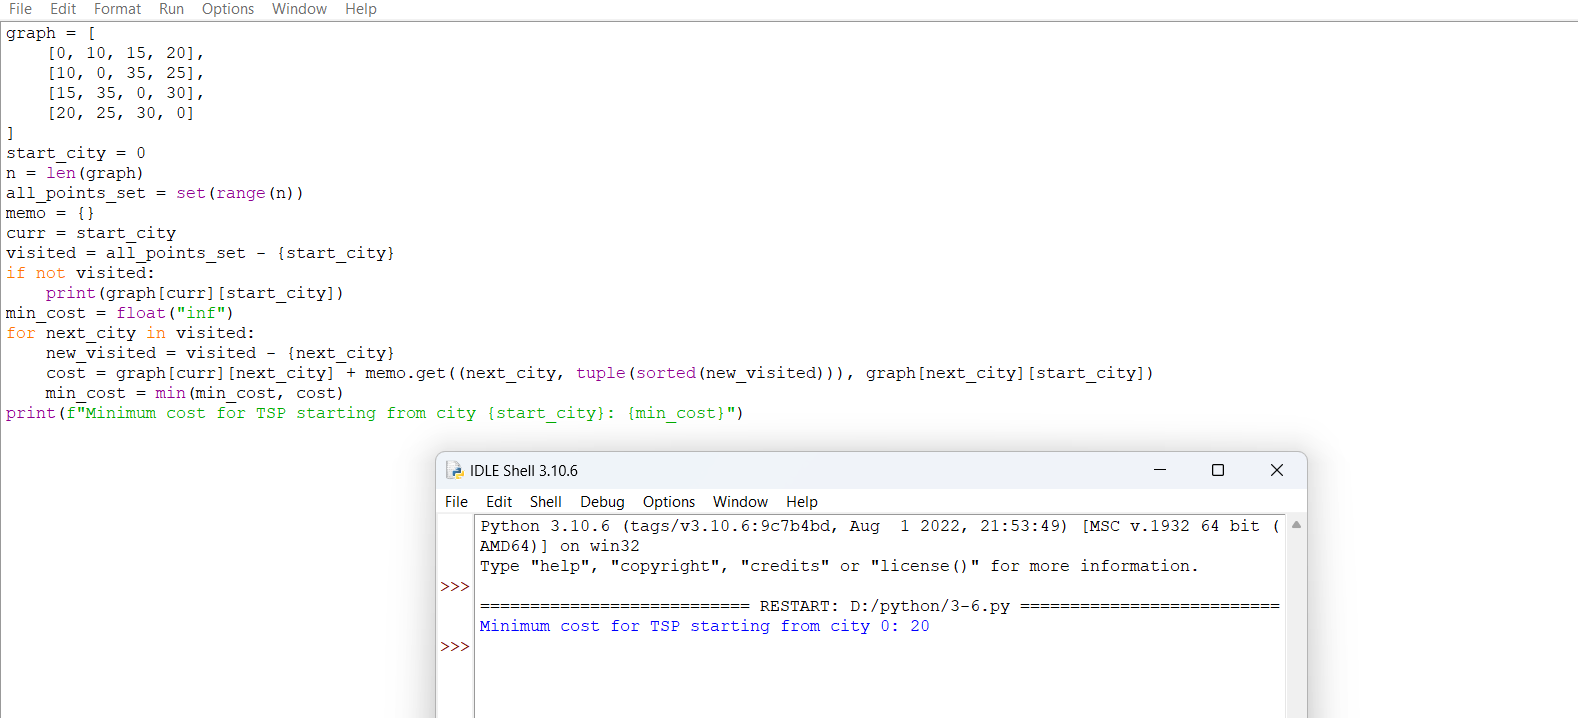 File Edit Format Run Options Window Help
graph = [
    [0, 10, 15, 20],
    [10, 0, 35, 25],
    [15, 35, 0, 30],
    [20, 25, 30, 0]
]
start_city = 0
n = len(graph)
all_points_set = set(range(n))
memo = {}
curr = start_city
visited = all_points_set - {start_city}
if not visited:
    print(graph[curr][start_city])
min_cost = float("inf")
for next_city in visited:
    new_visited = visited - {next_city}
    cost = graph[curr][next_city] + memo.get((next_city, tuple(sorted(new_visited))), graph[next_city][start_city])
    min_cost = min(min_cost, cost)
print(f"Minimum cost for TSP starting from city {start_city}: {min_cost}")
IDLE Shell 3.10.6
File Edit Shell Debug Options Window Help
Python 3.10.6 (tags/v3.10.6:9c7b4bd, Aug  1 2022, 21:53:49) [MSC v.1932 64 bit (
AMD64)] on win32
Type "help", "copyright", "credits" or "license()" for more information.
>>>
=========================== RESTART: D:/python/3-6.py ==========================
Minimum cost for TSP starting from city 0: 20
>>>